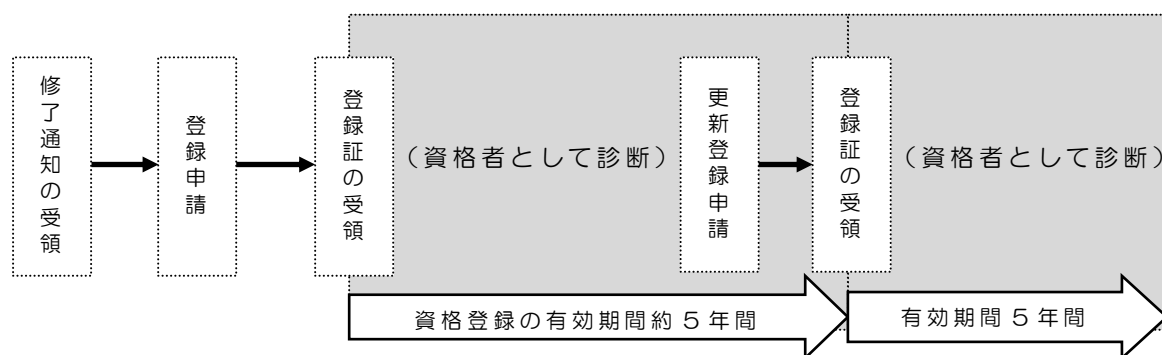 修了通知の受領
登録申請
登録証の受領
（資格者として診断）
更新登録申請
登録証の受領
（資格者として診断）
資格登録の有効期間約５年間
有効期間５年間